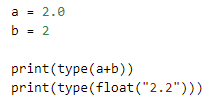 a = 2.0
b = 2
print(type(a+b))
print(type(float("2.2")))